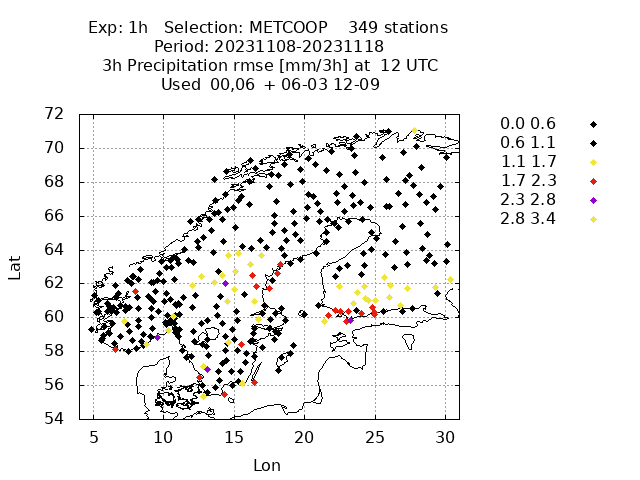 Exp: 1h Selection: METCOOP 349 stations
Period: 20231108-20231118
3h Precipitation rmse [mm/3h] at 12 UTC
Used 00,06 + 06-03 12-09
72
70
68
66
64
62
60
58
56
54
Lat
5 10 15 20 25 30
Lon
0.0 0.6
0.6 1.1
1.1 1.7
1.7 2.3
2.3 2.8
2.8 3.4